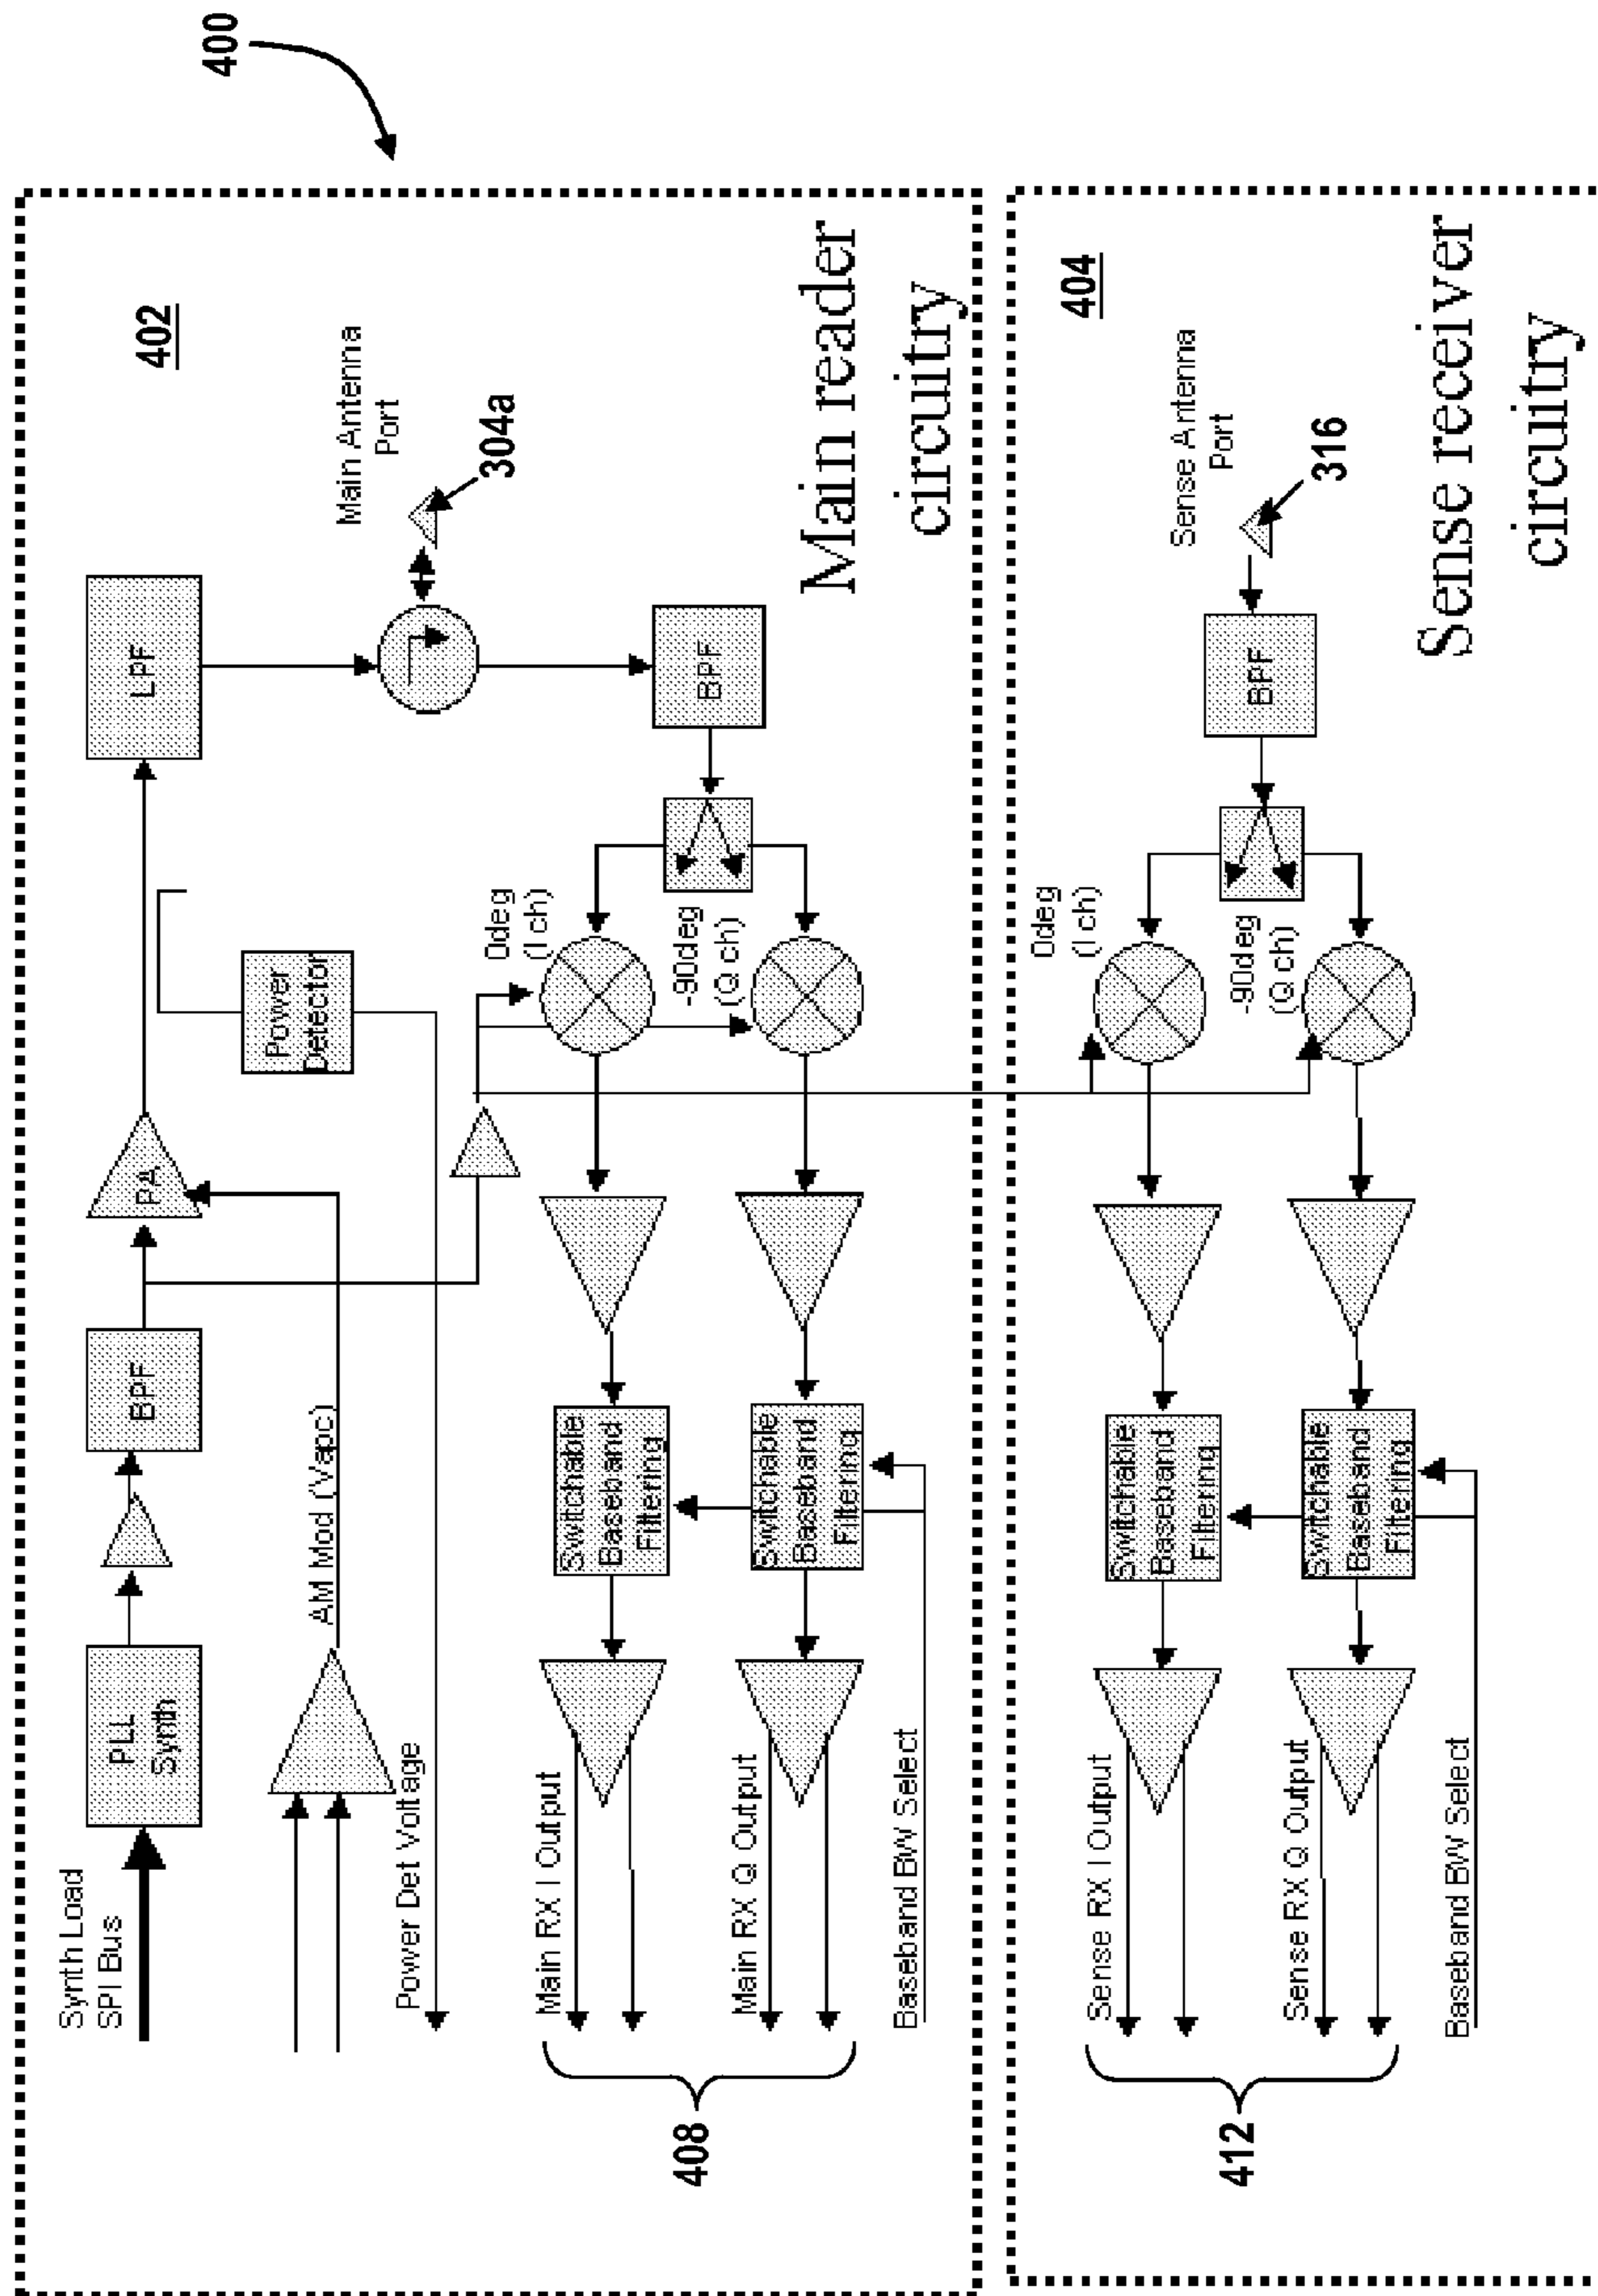 400
402
Synth Load
SPI Bus
PLL
Synth
BPF
PA
LPF
AM Mod (Vapc)
Power
Detector
Power Det Voltage
Main Antenna
Port
304a
BPF
0deg
(I ch)
-90deg
(Q ch)
Switchable
Baseband
Filtering
Switchable
Baseband
Filtering
Main RX I Output
Main RX Q Output
Baseband BW Select
408
Main reader
circuitry
404
Sense Antenna
Port
316
BPF
0deg
(I ch)
-90deg
(Q ch)
Switchable
Baseband
Filtering
Switchable
Baseband
Filtering
Sense RX I Output
Sense RX Q Output
Baseband BW Select
412
Sense receiver
circuitry